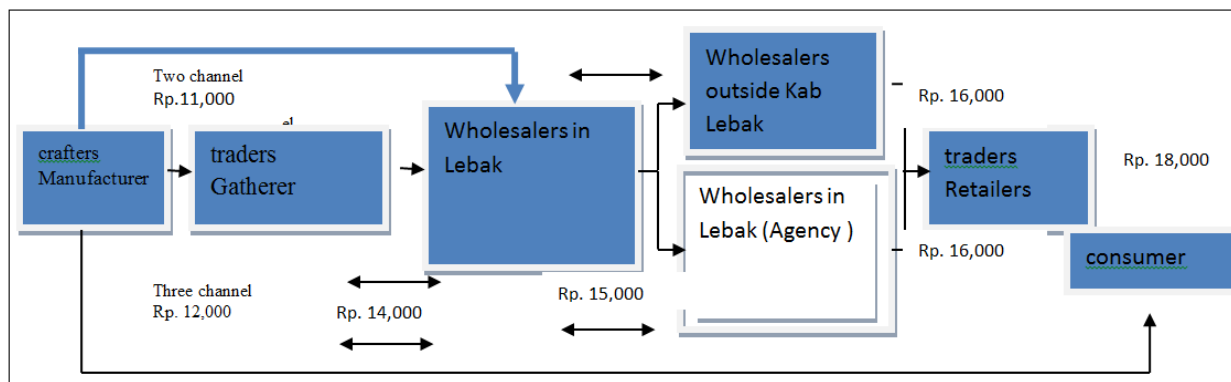 Two channel
Rp.11,000
el
crafters
Manufacturer
traders
Gatherer
Wholesalers in
Lebak
Wholesalers
outside Kab
Lebak
Wholesalers in
Lebak (Agency )
Rp. 16,000
Rp. 16,000
traders
Retailers
Rp. 18,000
consumer
Three channel
Rp. 12,000
Rp. 14,000
Rp. 15,000